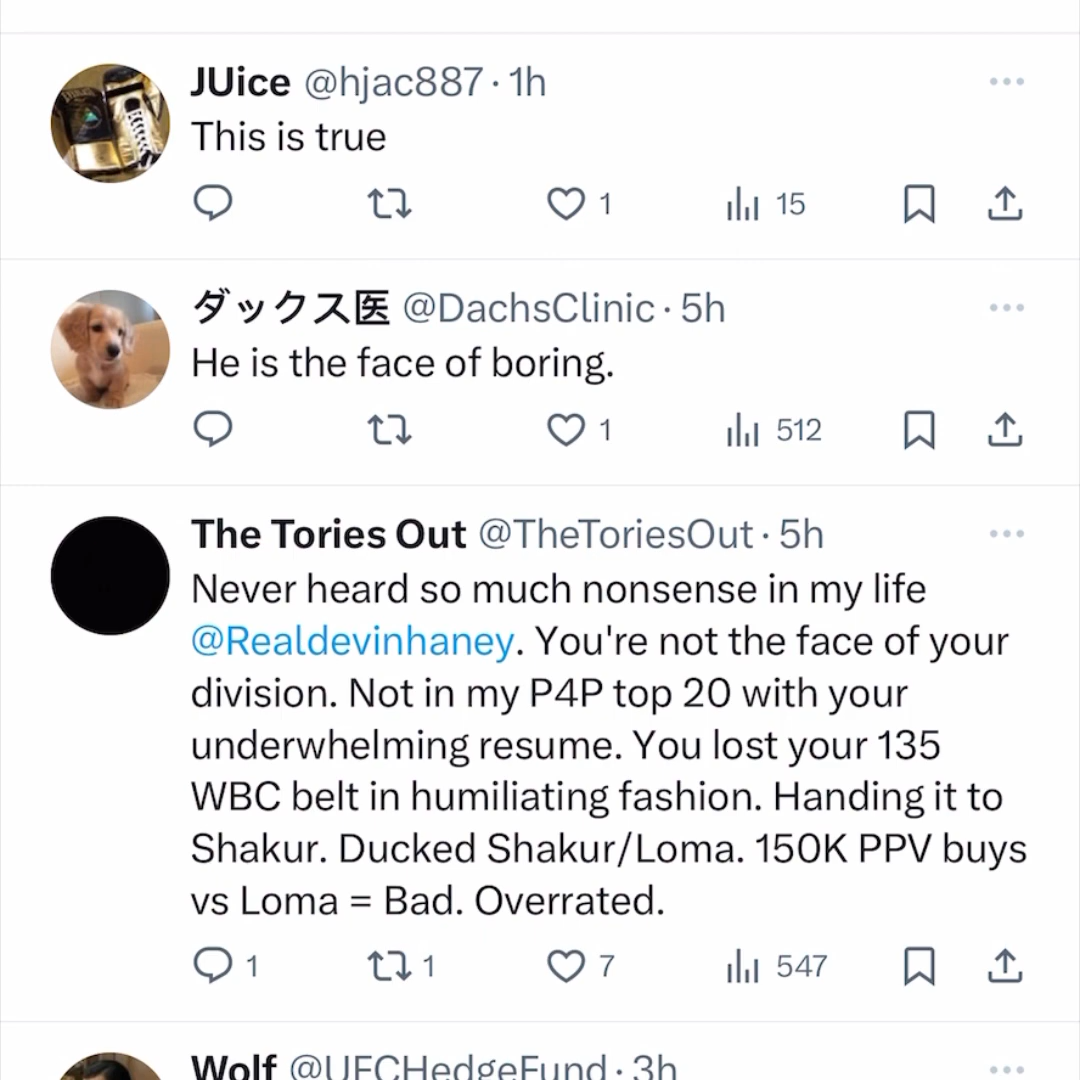 JUice @hjac887 · 1h
This is true
1 15
ダックス医 @DachsClinic · 5h
He is the face of boring.
1 512
The Tories Out @TheToriesOut · 5h
Never heard so much nonsense in my life
@Realdevinhaney. You're not the face of your
division. Not in my P4P top 20 with your
underwhelming resume. You lost your 135
WBC belt in humiliating fashion. Handing it to
Shakur. Ducked Shakur/Loma. 150K PPV buys
vs Loma = Bad. Overrated.
1 1 7 547
Wolf @UFCHedgeFund · 3h